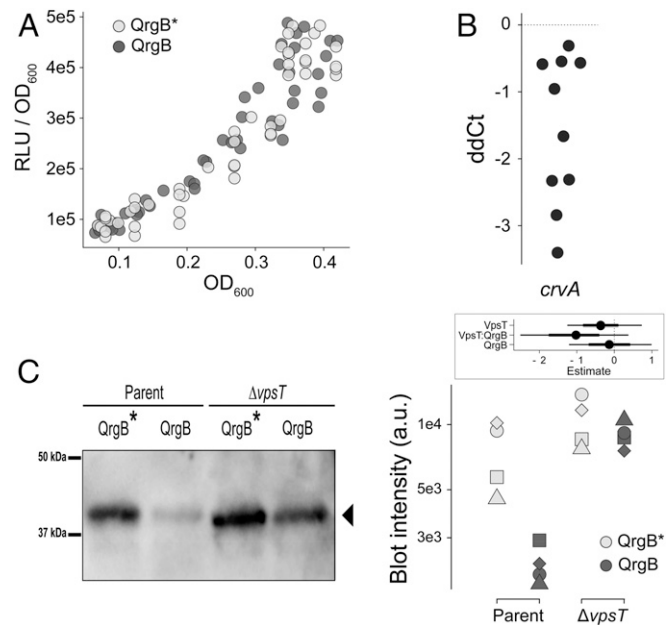 A
QrgB*
QrgB
RLU / OD600
5e5
4e5
3e5
2e5
1e5
0.1
0.2
0.3
0.4
OD600
B
ddCt
0
-1
-2
-3
crvA
VpsT
VpsT:QrgB
QrgB
- 2
- 1
0
1
Estimate
C
Parent
ΔvpsT
QrgB*
QrgB
QrgB*
QrgB
50 kDa
37 kDa
Blot intensity (a.u.)
1e4
5e3
3e3
QrgB*
QrgB
Parent
ΔvpsT